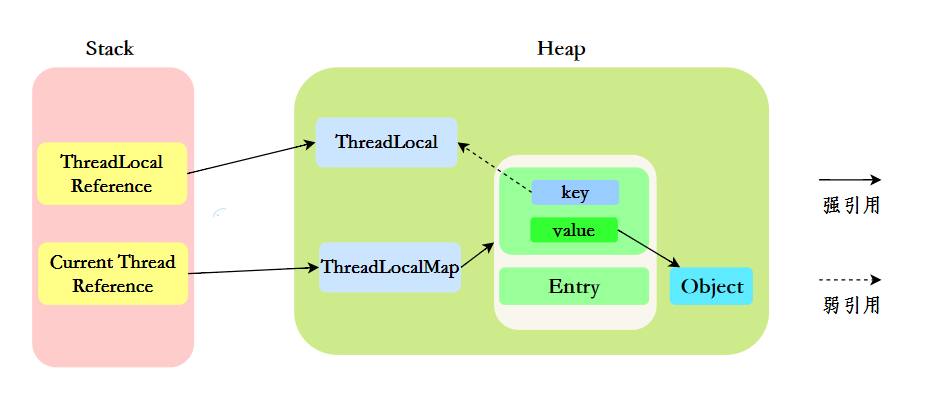 Stack
Heap
ThreadLocal
Reference
Current Thread
Reference
ThreadLocal
ThreadLocalMap
key
value
Entry
Object
强引用
弱引用